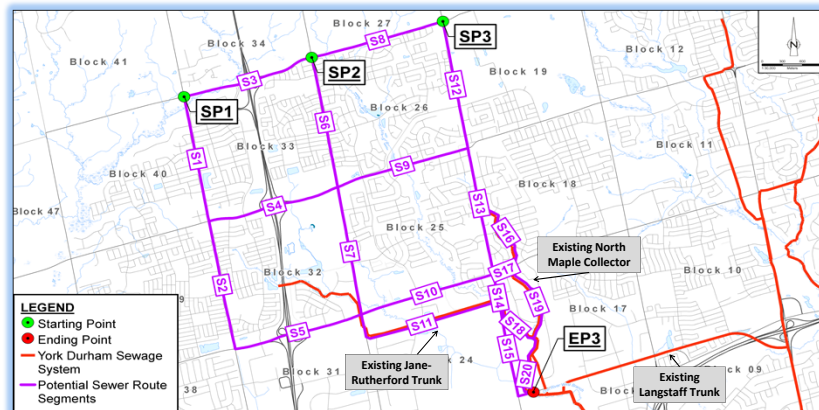 Block 27
Block 34
Block 41
Block 12
Block 19
S8
SP3
S3
SP2
SP1
S12
Block 26
S6
Block 33
Block 11
S1
Block 40
S9
Block 18
Block 47
S4
S13
Block 25
S16
S7
Existing North
Maple Collector
S2
Block 32
S17
Block 10
S10
S14
S19
Block 17
S5
S11
S18
EP3
S15
Block 31
24
38
S20
09
Existing Jane-
Rutherford Trunk
Existing
Langstaff Trunk
N
LEGEND
Starting Point
Ending Point
York Durham Sewage
System
Potential Sewer Route
Segments